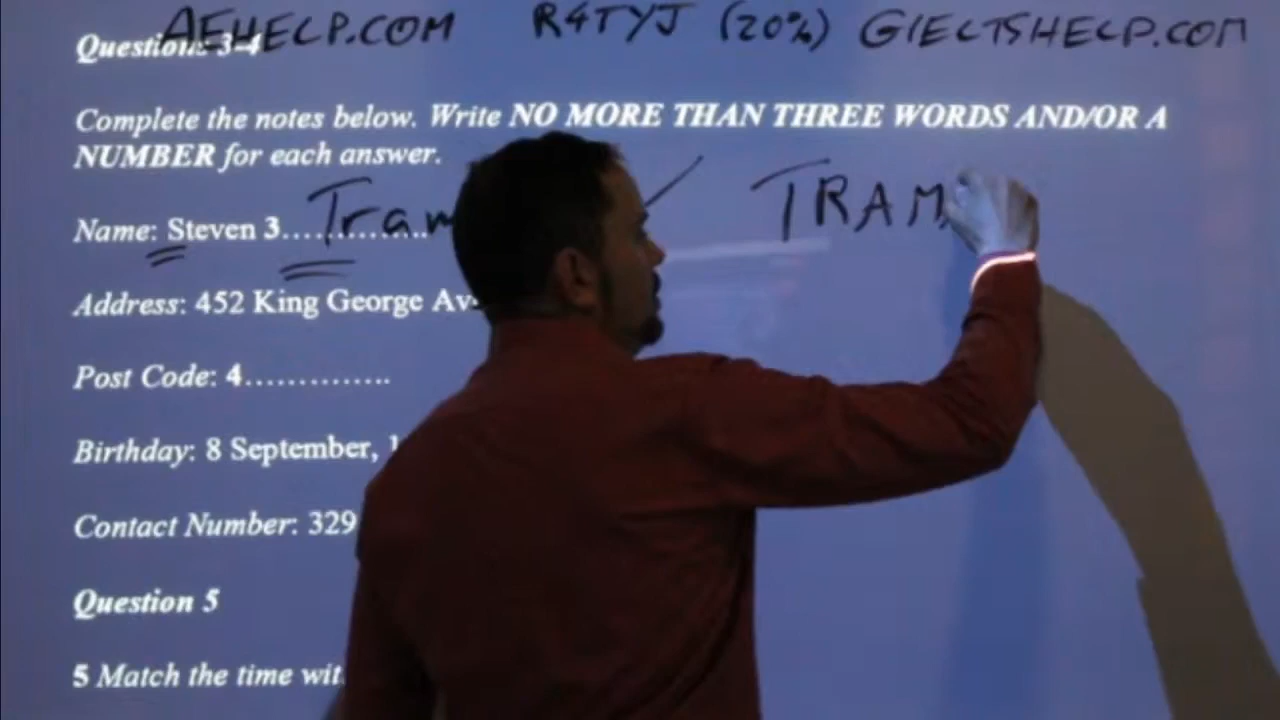 AEHELP.COM R4TYJ (20%) GIELTSHELP.COM
Questions 3-4
Complete the notes below. Write NO MORE THAN THREE WORDS AND/OR A
NUMBER for each answer.
Name: Steven 3.............. Tram TRAM
Address: 452 King George Av
Post Code: 4..............
Birthday: 8 September, 1
Contact Number: 329
Question 5
5 Match the time wit